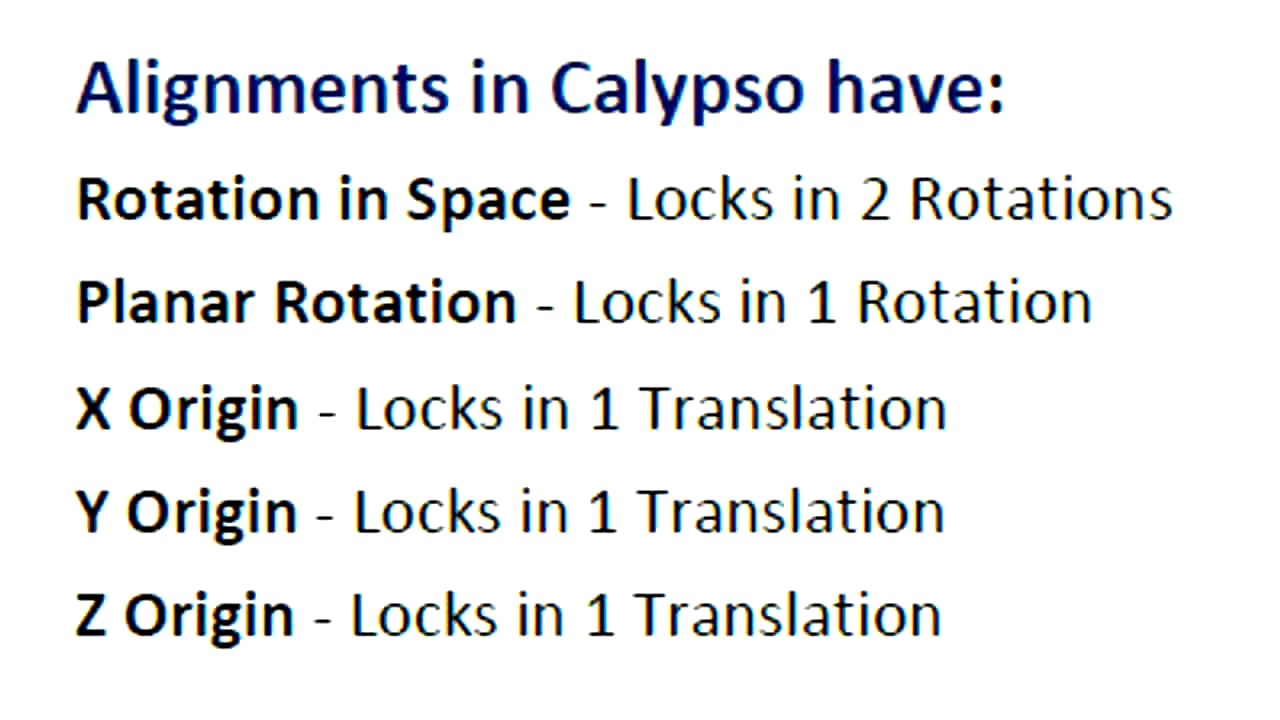 Alignments in Calypso have:
Rotation in Space - Locks in 2 Rotations
Planar Rotation - Locks in 1 Rotation
X Origin - Locks in 1 Translation
Y Origin - Locks in 1 Translation
Z Origin - Locks in 1 Translation